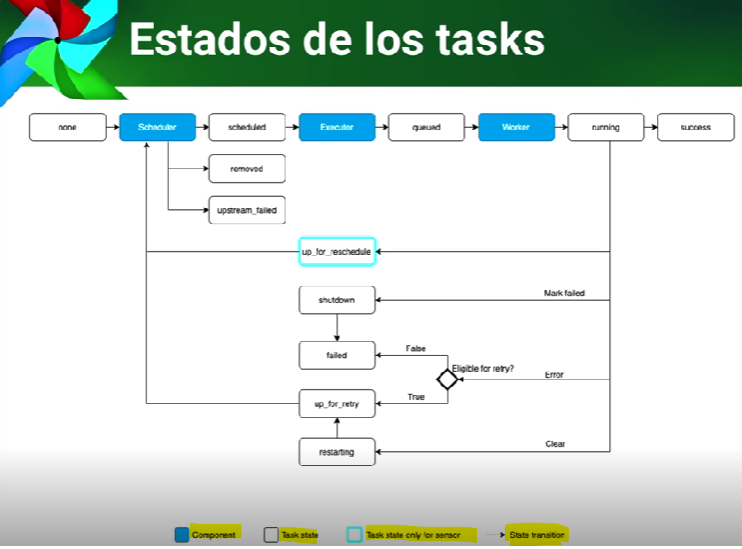 Estados de los tasks
none
Scheduler
scheduled
Executor
queued
Worker
running
success
removed
upstream_failed
up_for_reschedule
shutdown
Mark failed
False
failed
Eligible for retry?
Error
True
up_for_retry
Clear
restarting
Component
Task state
Task state only for sensor
State transition